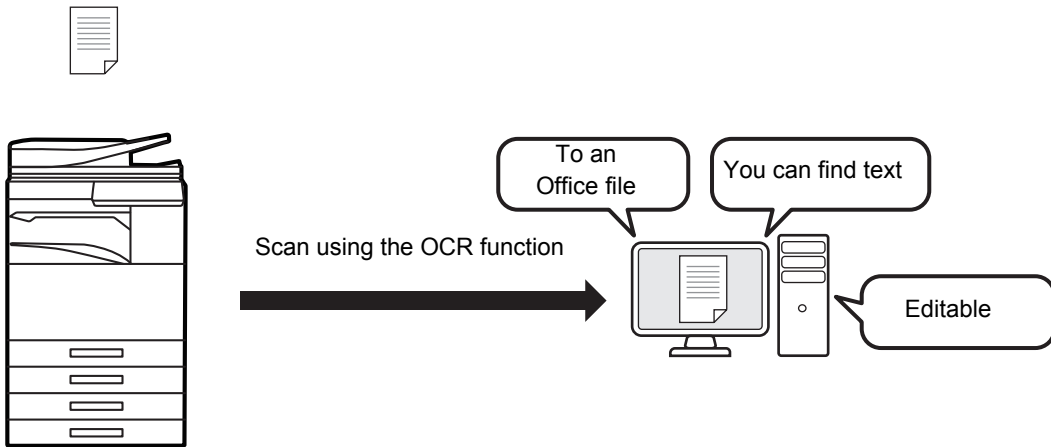 To an
Office file
You can find text
Scan using the OCR function
Editable